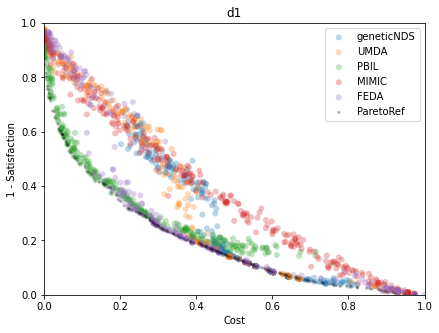 d1
1.0
0.8
0.6
0.4
0.2
0.0
1 - Satisfaction
geneticNDS
UMDA
PBIL
MIMIC
FEDA
ParetoRef
0.0 0.2 0.4 0.6 0.8 1.0
Cost